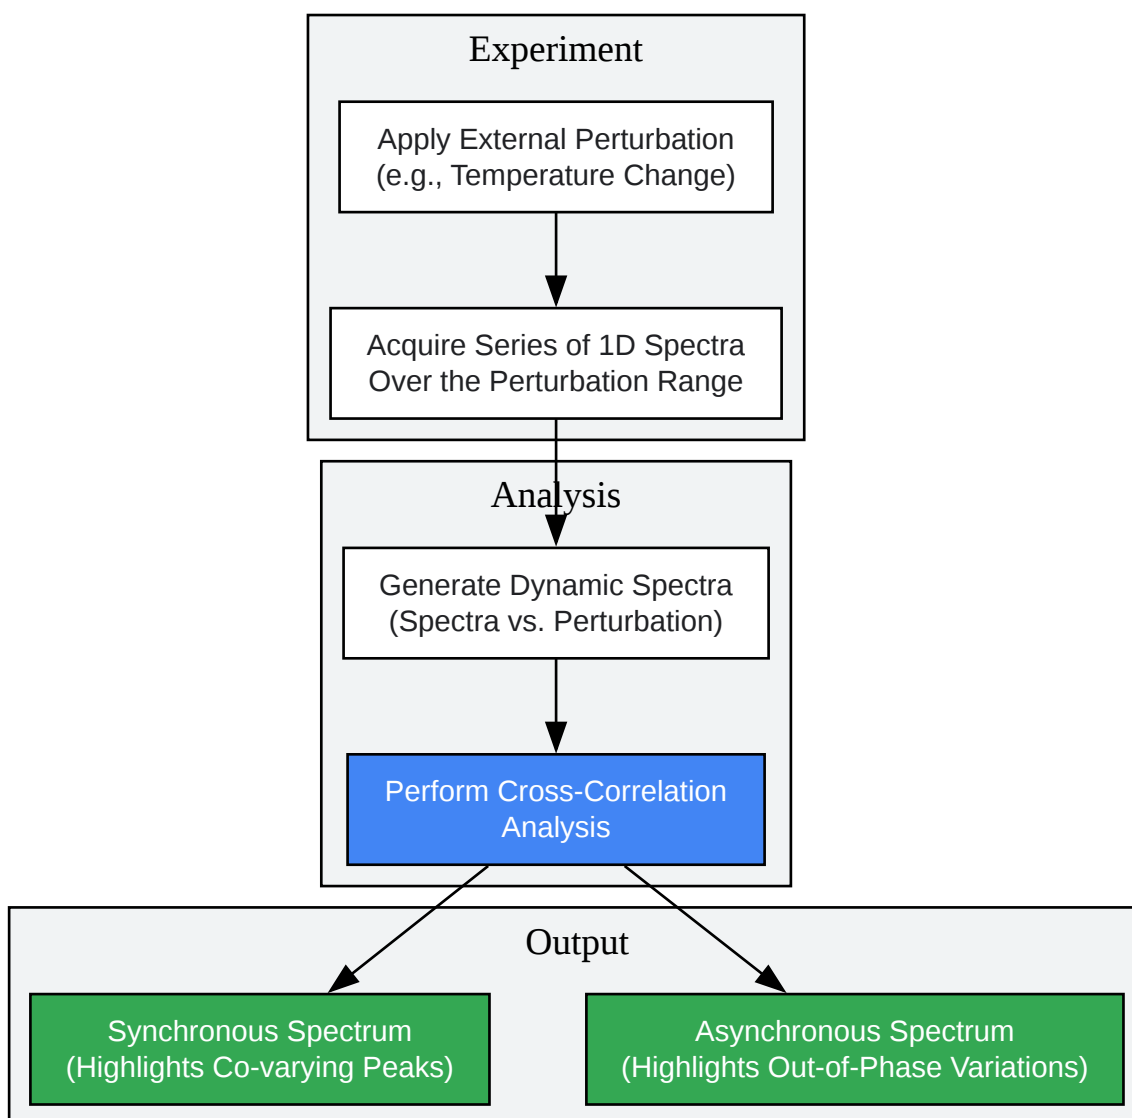 Experiment
Apply External Perturbation
(e.g., Temperature Change)
Acquire Series of 1D Spectra
Over the Perturbation Range
Analysis
Generate Dynamic Spectra
(Spectra vs. Perturbation)
Perform Cross-Correlation
Analysis
Output
Synchronous Spectrum
(Highlights Co-varying Peaks)
Asynchronous Spectrum
(Highlights Out-of-Phase Variations)